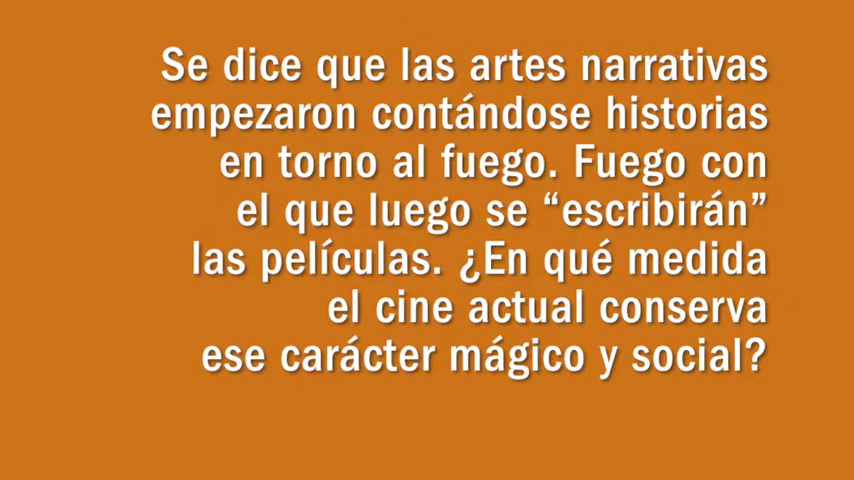 Se dice que las artes narrativas
empezaron contándose historias
en torno al fuego. Fuego con
el que luego se “escribirán”
las películas. ¿En qué medida
el cine actual conserva
ese carácter mágico y social?